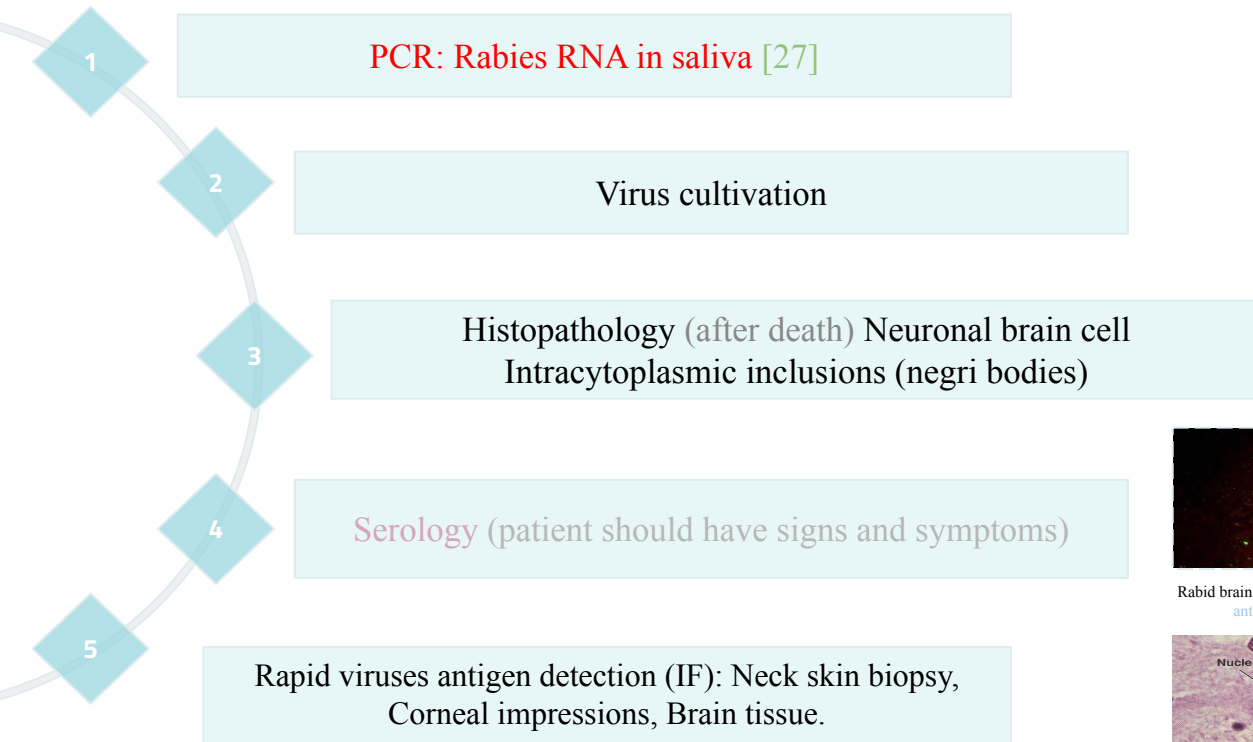 1
PCR: Rabies RNA in saliva [27]
2
Virus cultivation
3
Histopathology (after death) Neuronal brain cell
Intracytoplasmic inclusions (negri bodies)
4
Serology (patient should have signs and symptoms)
Rabid brain
5
Rapid viruses antigen detection (IF): Neck skin biopsy,
Corneal impressions, Brain tissue.